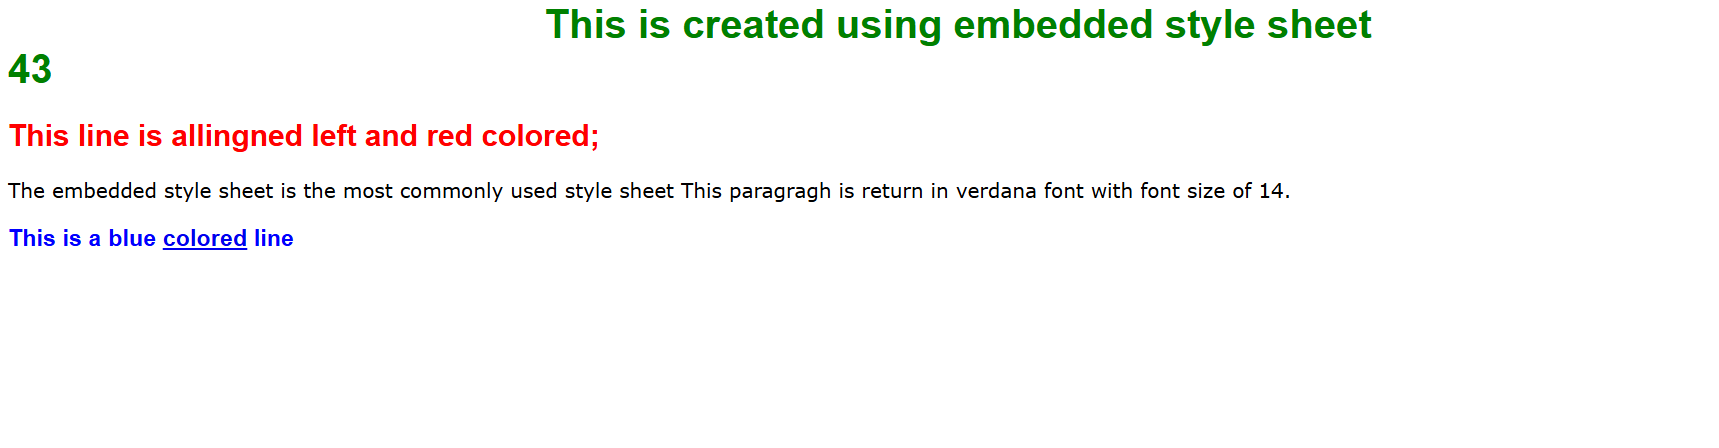 This is created using embedded style sheet
43
This line is allingned left and red colored;
The embedded style sheet is the most commonly used style sheet This paragragh is return in verdana font with font size of 14.
This is a blue colored line